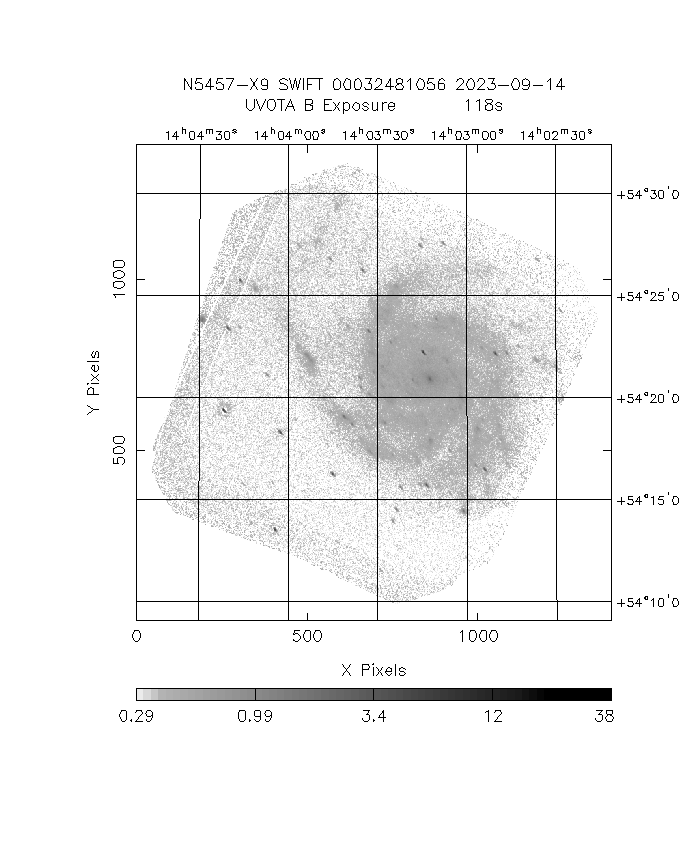 N5457-X9 SWIFT 00032481056 2023-09-14
UVOTA B Exposure 118s
14h04m30s 14h04m00s 14h03m30s 14h03m00s 14h02m30s
+54°30'0
+54°25'0
+54°20'0
+54°15'0
+54°10'0
1000
500
Y Pixels
0 500 1000
X Pixels
0.29 0.99 3.4 12 38